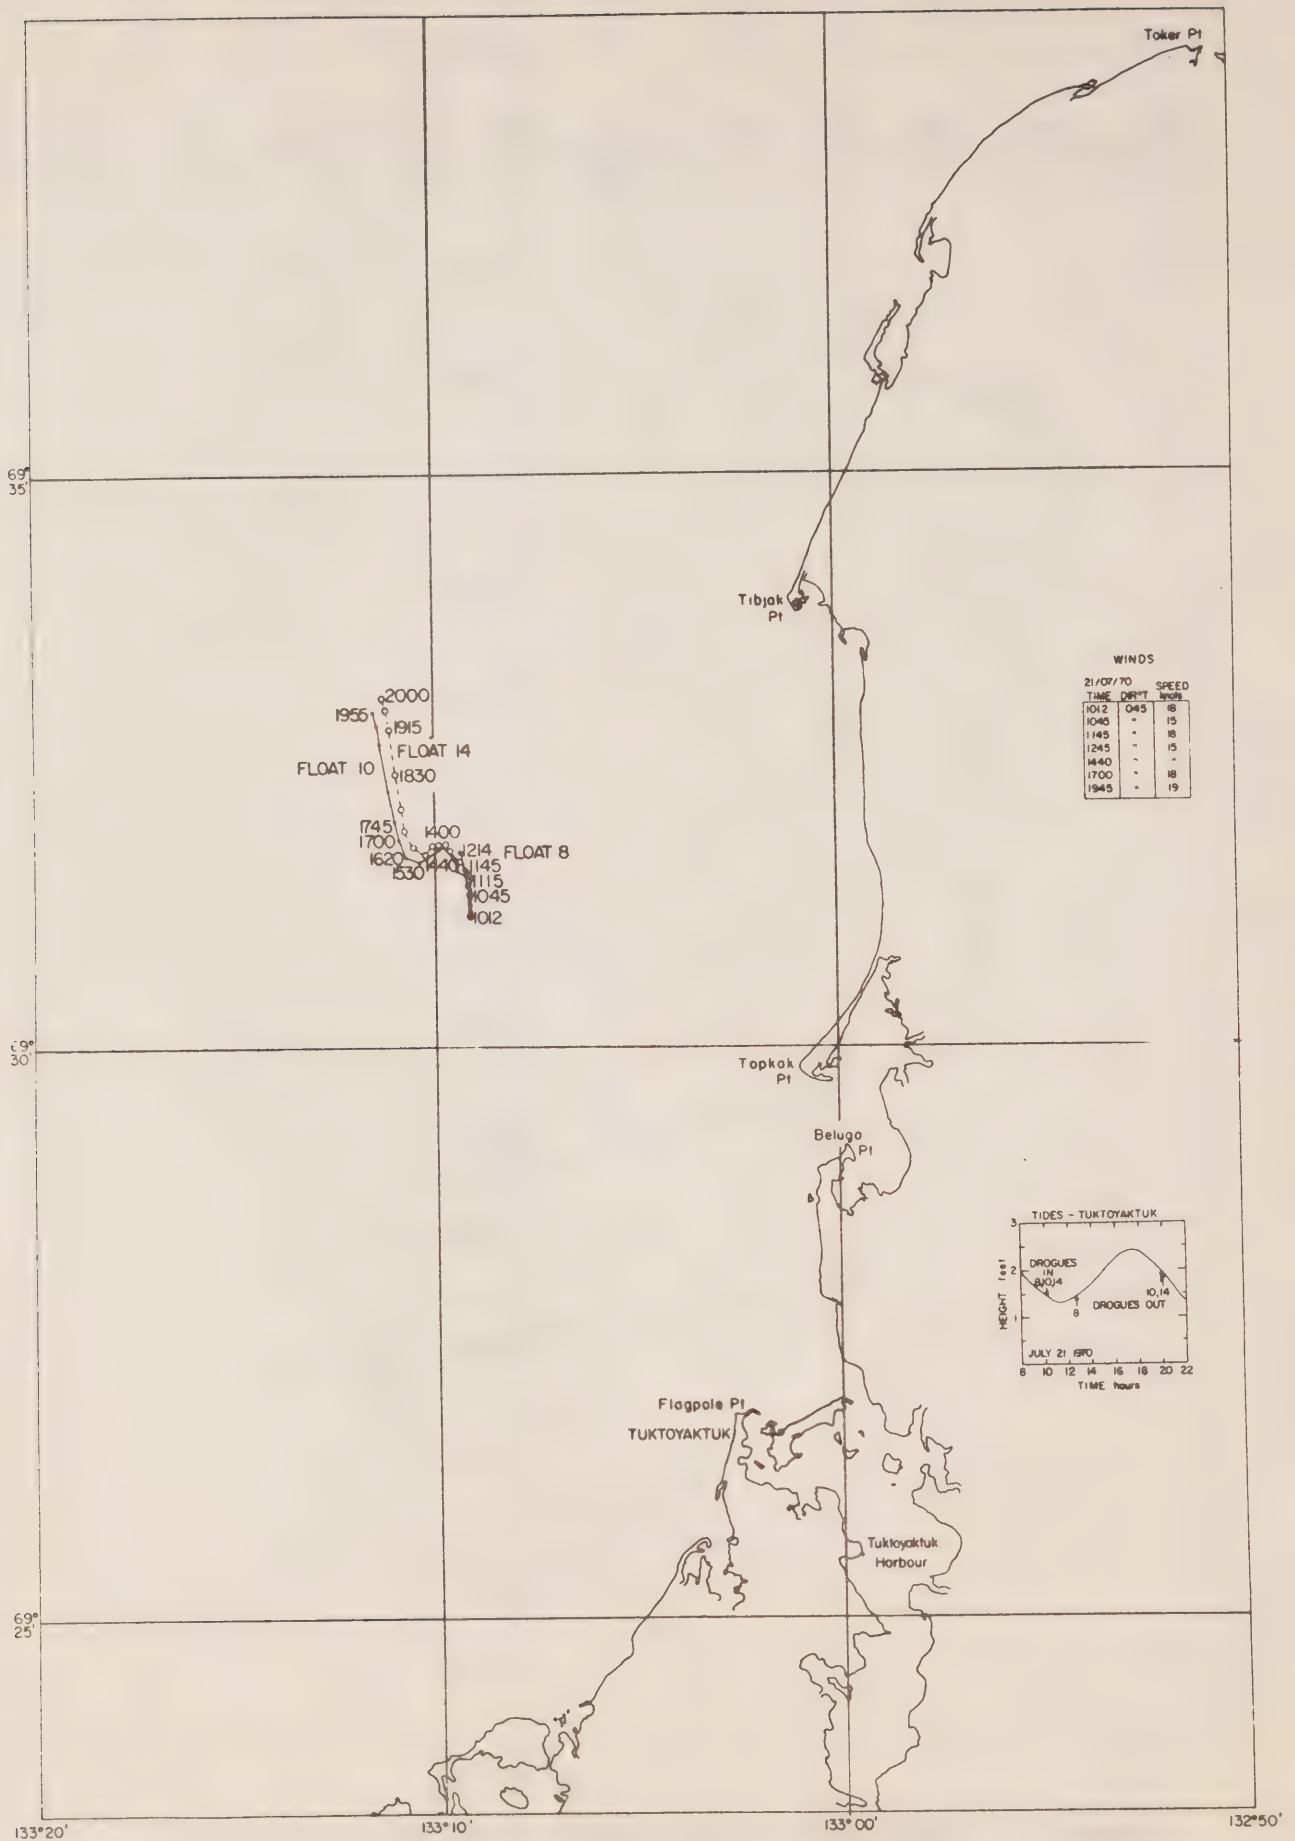 Toker Pt
69°
35'
Tibjak
Pt
WINDS
21/07/70
TIME DIR°T SPEED knots
1012 045 18
1045 " 15
1145 " 18
1245 " 15
1440 " "
1700 " 18
1945 " 19
2000
1955
1915
FLOAT 14
FLOAT 10
1830
1745
1700
1620
1530
1400
1440
1214 FLOAT 8
1145
1115
1045
1012
69°
30'
Topkak
Pt
Beluga
Pt
TIDES - TUKTOYAKTUK
HEIGHT feet
3
2
1
DROGUES
IN
8,10,14
8
10,14
DROGUES OUT
JULY 21 1970
8 10 12 14 16 18 20 22
TIME hours
Flagpole Pt
TUKTOYAKTUK
Tuktoyaktuk
Harbour
69°
25'
133°20' 133°10' 133°00' 132°50'